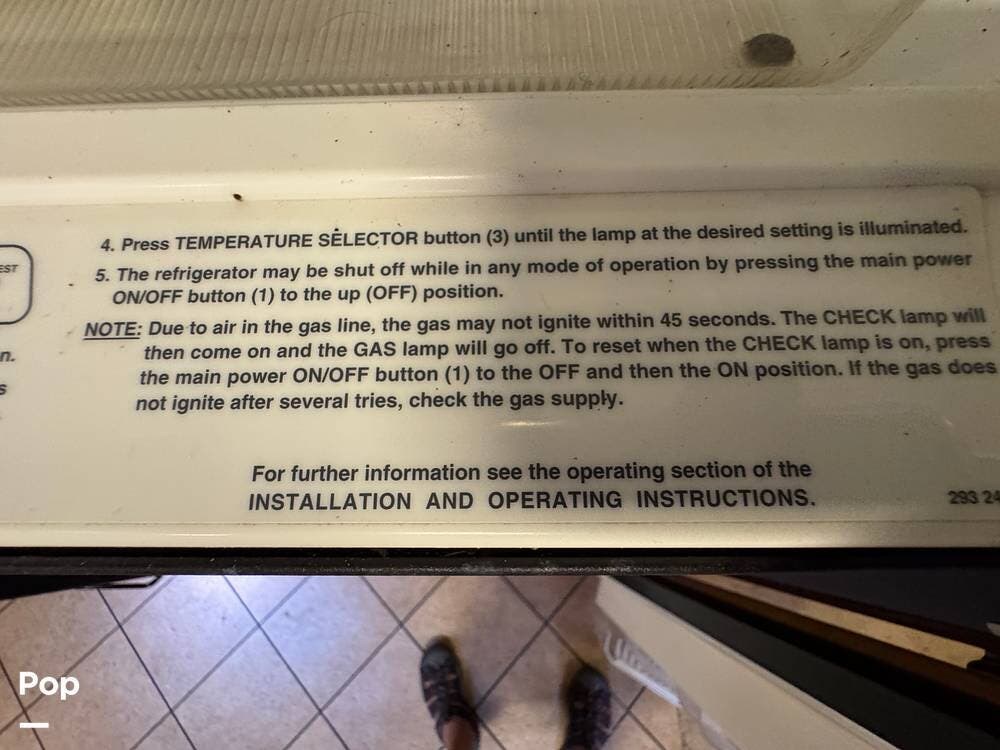 4. Press TEMPERATURE SELECTOR button (3) until the lamp at the desired setting is illuminated.
EST
5. The refrigerator may be shut off while in any mode of operation by pressing the main power
ON/OFF button (1) to the up (OFF) position.
NOTE: Due to air in the gas line, the gas may not ignite within 45 seconds. The CHECK lamp will
n.
then come on and the GAS lamp will go off. To reset when the CHECK lamp is on, press
s
the main power ON/OFF button (1) to the OFF and then the ON position. If the gas does
not ignite after several tries, check the gas supply.
For further information see the operating section of the
INSTALLATION AND OPERATING INSTRUCTIONS.
293 24
Pop